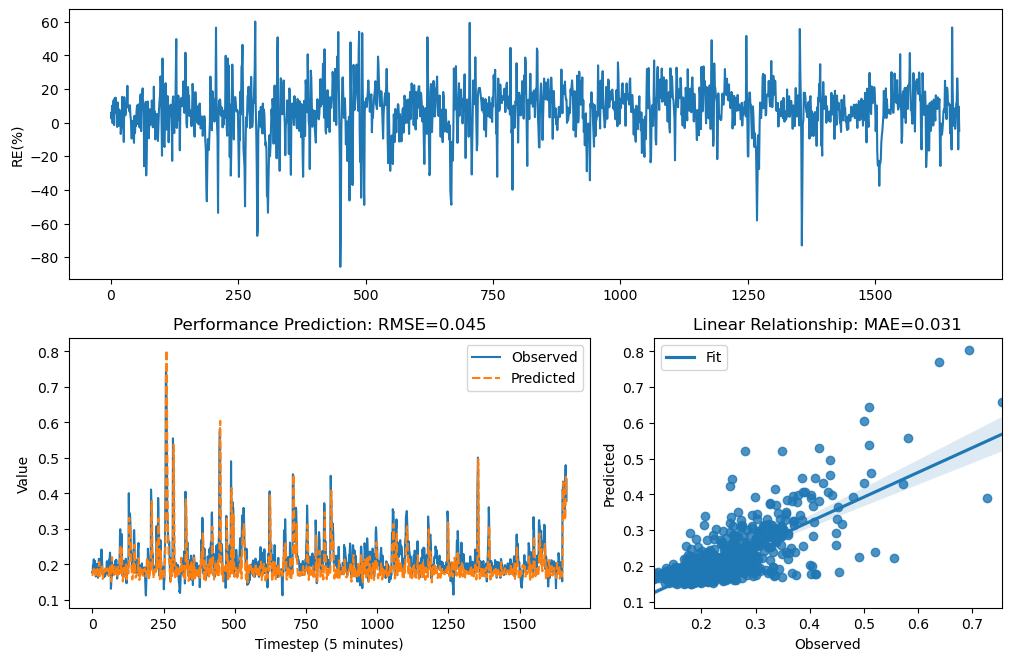 60
40
20
0
−20
−40
−60
−80
RE(%)
0 250 500 750 1000 1250 1500
Performance Prediction: RMSE=0.045
0.8
0.7
0.6
0.5
0.4
0.3
0.2
0.1
Value
Observed
Predicted
0 250 500 750 1000 1250 1500
Timestep (5 minutes)
Linear Relationship: MAE=0.031
0.8
0.7
0.6
0.5
0.4
0.3
0.2
0.1
Predicted
Fit
0.2 0.3 0.4 0.5 0.6 0.7
Observed